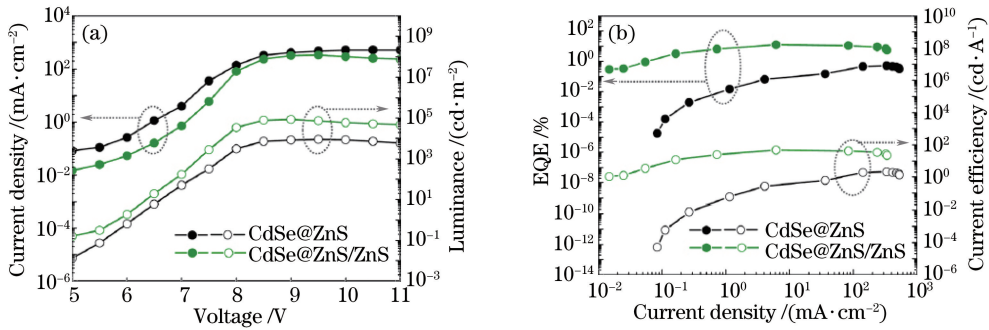 (a)
Current density /(mA·cm−2)
10^4
10^2
10^0
10^−2
10^−4
10^−6
5 6 7 8 9 10 11
Voltage /V
10^9
10^7
10^5
10^3
10^1
10^−1
10^−3
Luminance /(cd·m−2)
CdSe@ZnS
CdSe@ZnS/ZnS
(b)
EQE /%
10^2
10^0
10^−2
10^−4
10^−6
10^−8
10^−10
10^−12
10^−14
10^−2 10^−1 10^0 10^1 10^2 10^3
Current density /(mA·cm−2)
10^10
10^8
10^6
10^4
10^2
10^0
10^−2
10^−4
10^−6
Current efficiency /(cd·A−1)
CdSe@ZnS
CdSe@ZnS/ZnS